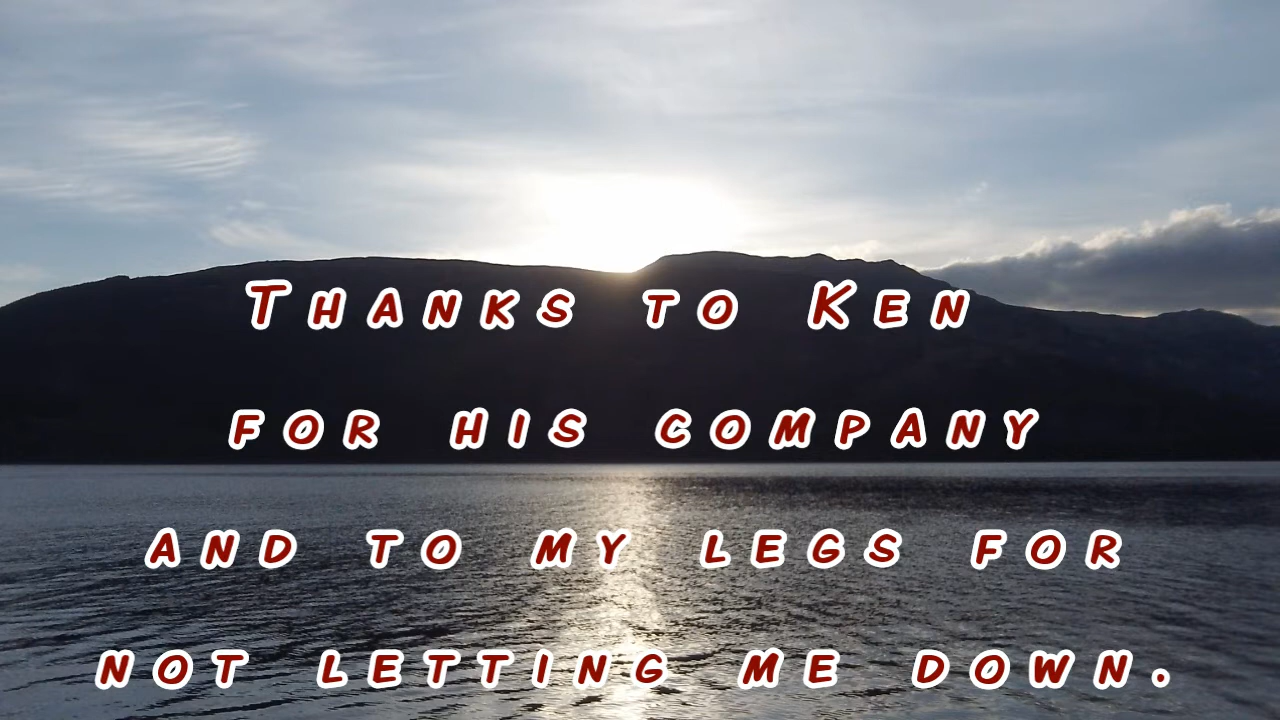 Thanks to Ken
for his company
and to my legs for
not letting me down.